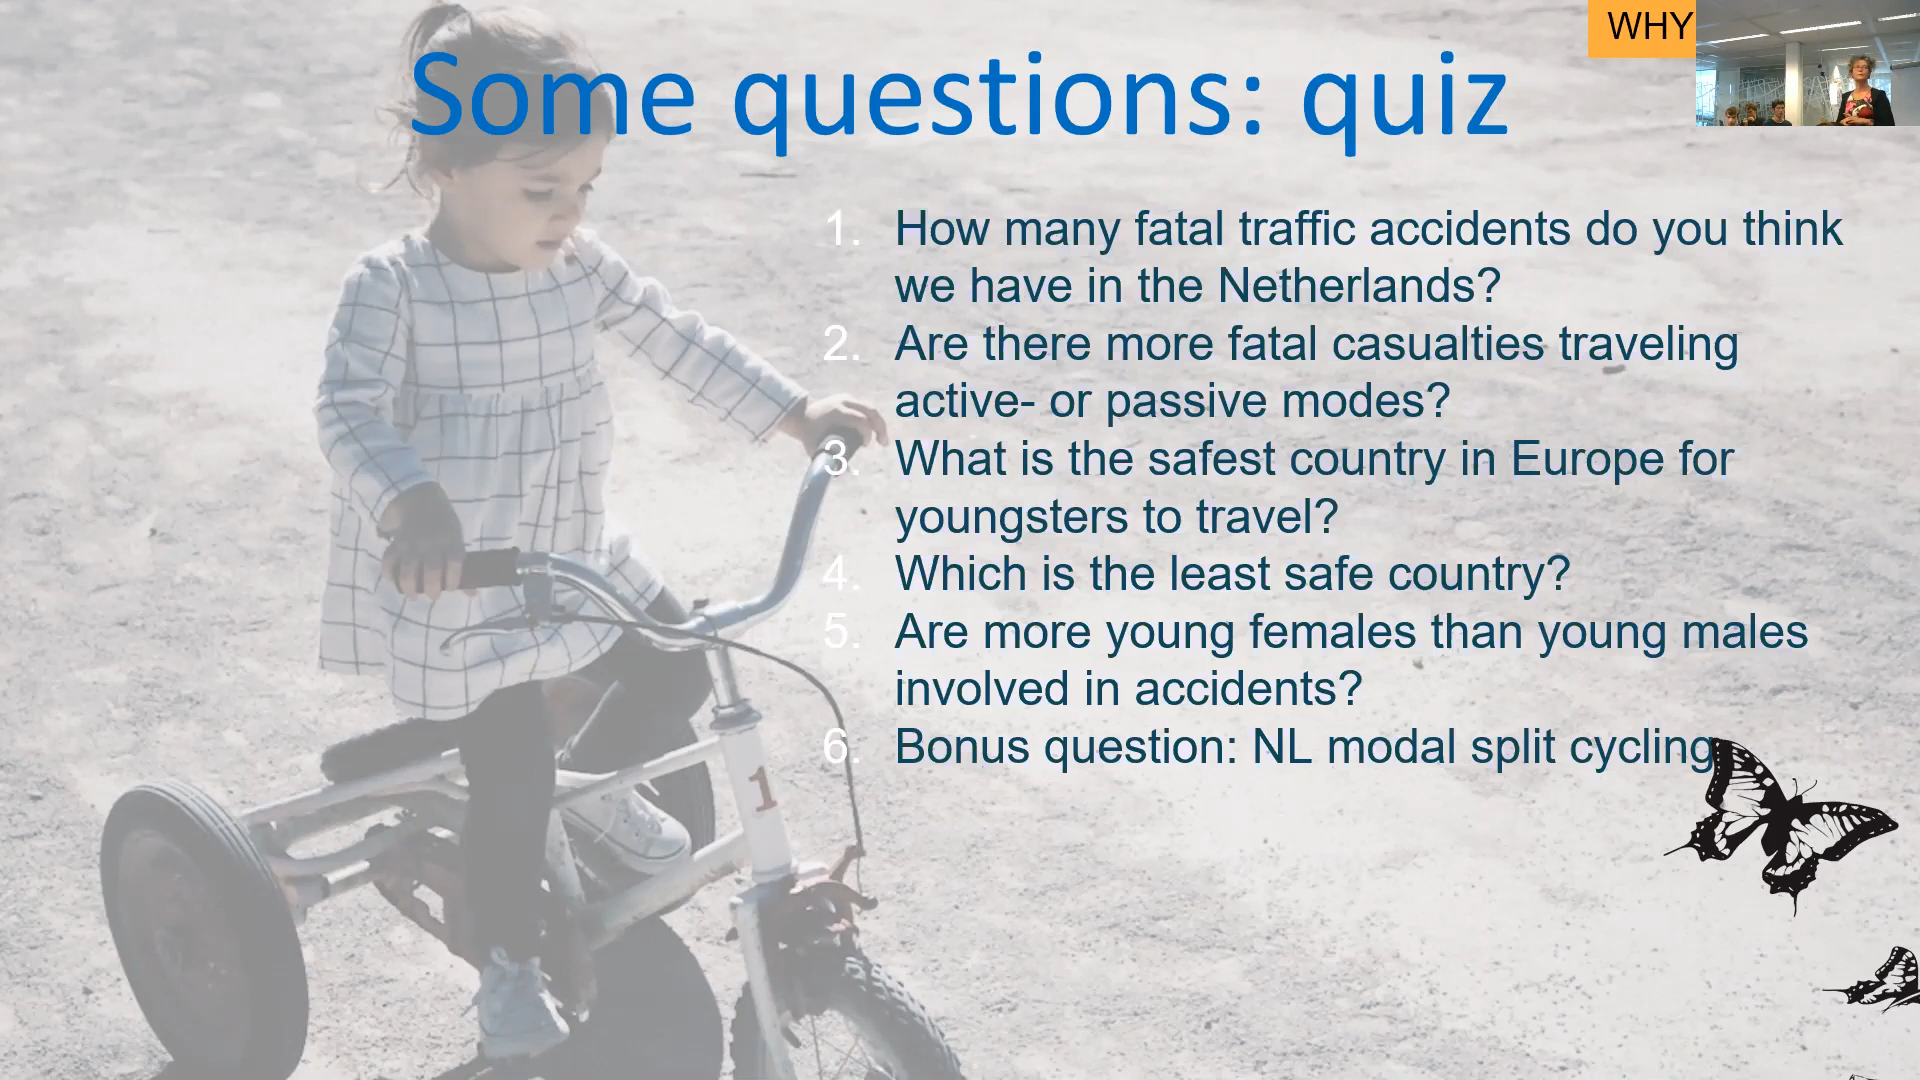 WHY
Some questions: quiz
1. How many fatal traffic accidents do you think
we have in the Netherlands?
2. Are there more fatal casualties traveling
active- or passive modes?
3. What is the safest country in Europe for
youngsters to travel?
4. Which is the least safe country?
5. Are more young females than young males
involved in accidents?
6. Bonus question: NL modal split cycling
1